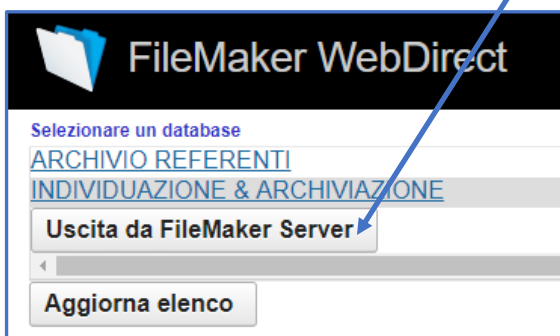 FileMaker WebDirect
Selezionare un database
ARCHIVIO REFERENTI
INDIVIDUAZIONE & ARCHIVIAZIONE
Uscita da FileMaker Server
Aggiorna elenco